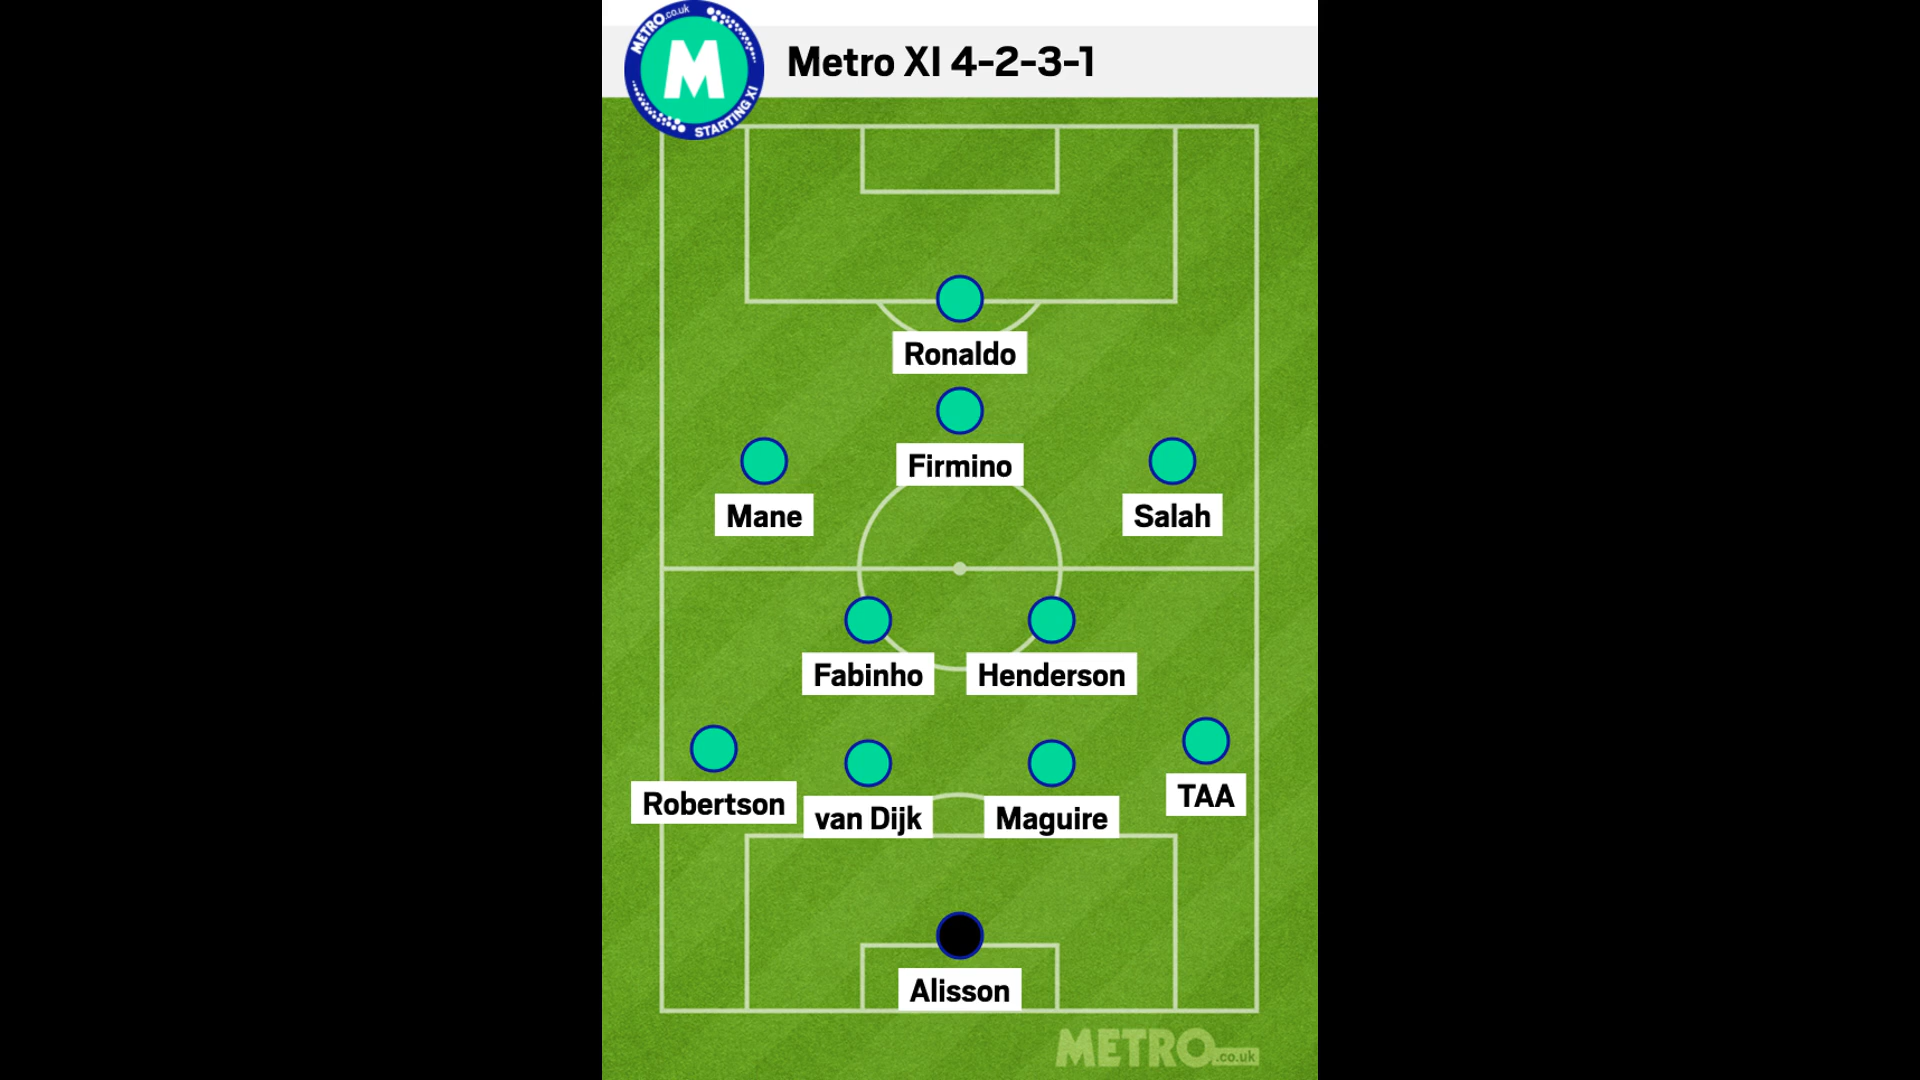 METRO.co.uk
M
STARTING XI
Metro XI 4-2-3-1
Ronaldo
Firmino
Mane
Salah
Fabinho
Henderson
Robertson
van Dijk
Maguire
TAA
Alisson
METRO.co.uk